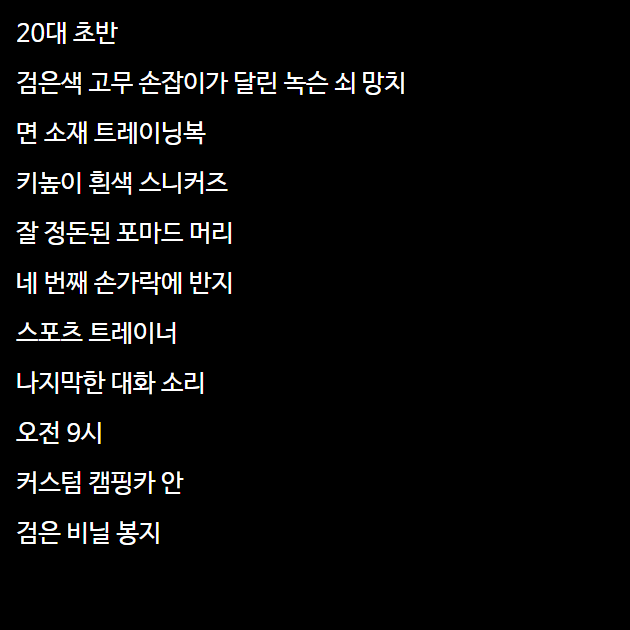 20대 초반
검은색 고무 손잡이가 달린 녹슨 쇠 망치
면 소재 트레이닝복
키높이 흰색 스니커즈
잘 정돈된 포마드 머리
네 번째 손가락에 반지
스포츠 트레이너
나지막한 대화 소리
오전 9시
커스텀 캠핑카 안
검은 비닐 봉지